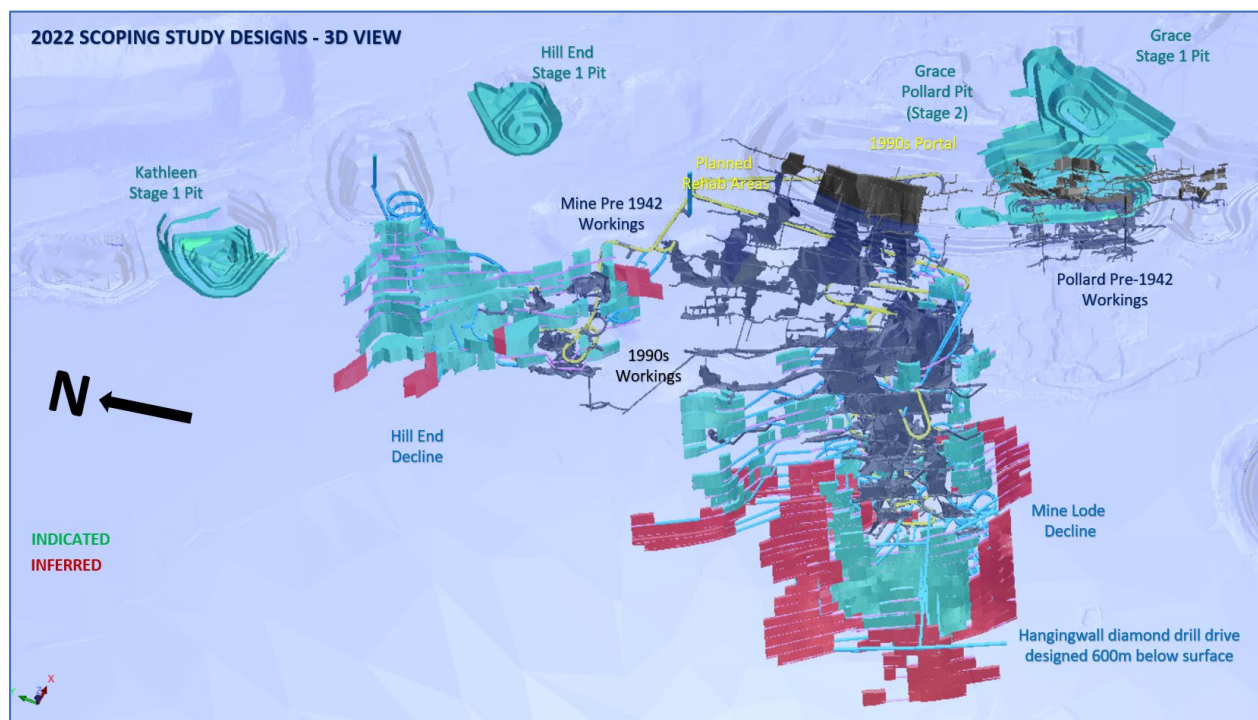 2022 SCOPING STUDY DESIGNS - 3D VIEW
Hill End
Stage 1 Pit
Grace
Stage 1 Pit
Grace
Pollard Pit
(Stage 2)
1990s Portal
Planned
Rehab Areas
Kathleen
Stage 1 Pit
Mine Pre 1942
Workings
Pollard Pre-1942
Workings
1990s
Workings
N
Hill End
Decline
Mine Lode
Decline
INDICATED
INFERRED
Hangingwall diamond drill drive
designed 600m below surface
X
Y
Z